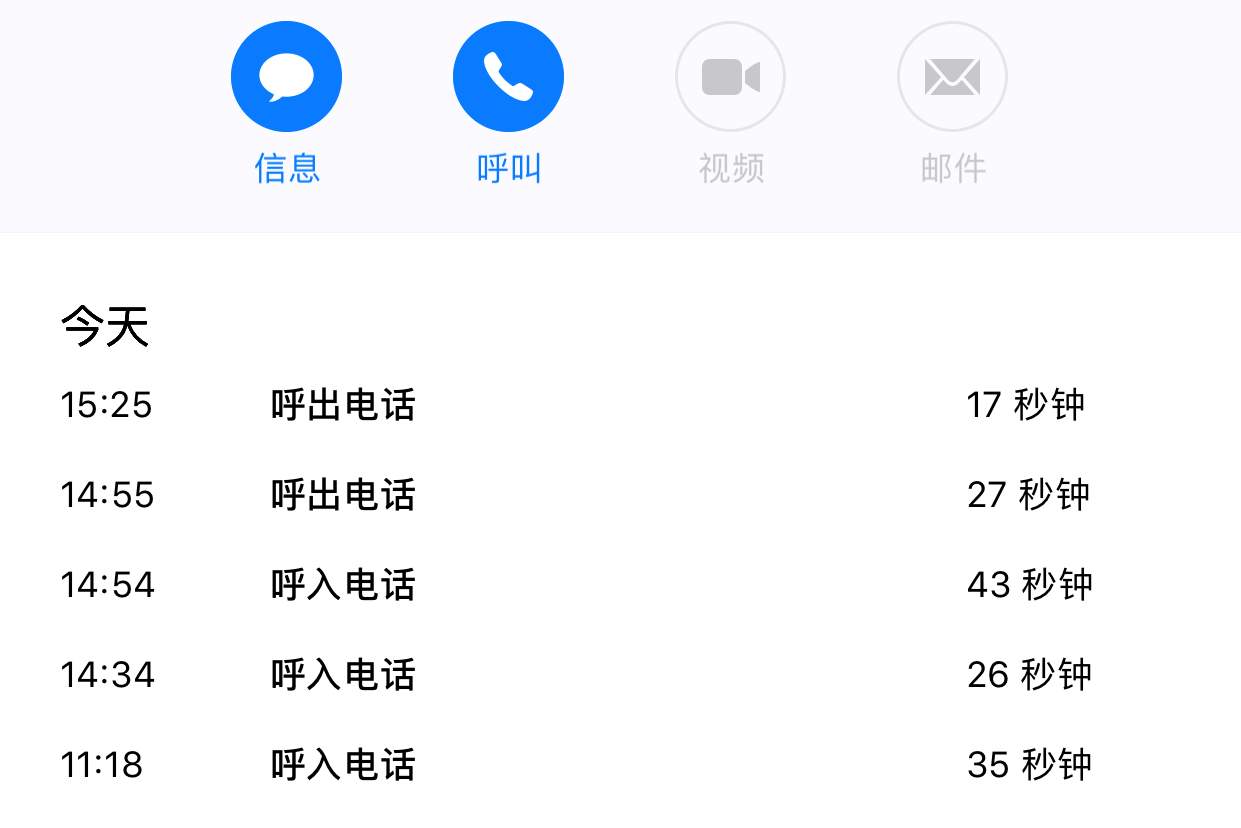 信息 呼叫 视频 邮件
今天
15:25 呼出电话 17 秒钟
14:55 呼出电话 27 秒钟
14:54 呼入电话 43 秒钟
14:34 呼入电话 26 秒钟
11:18 呼入电话 35 秒钟